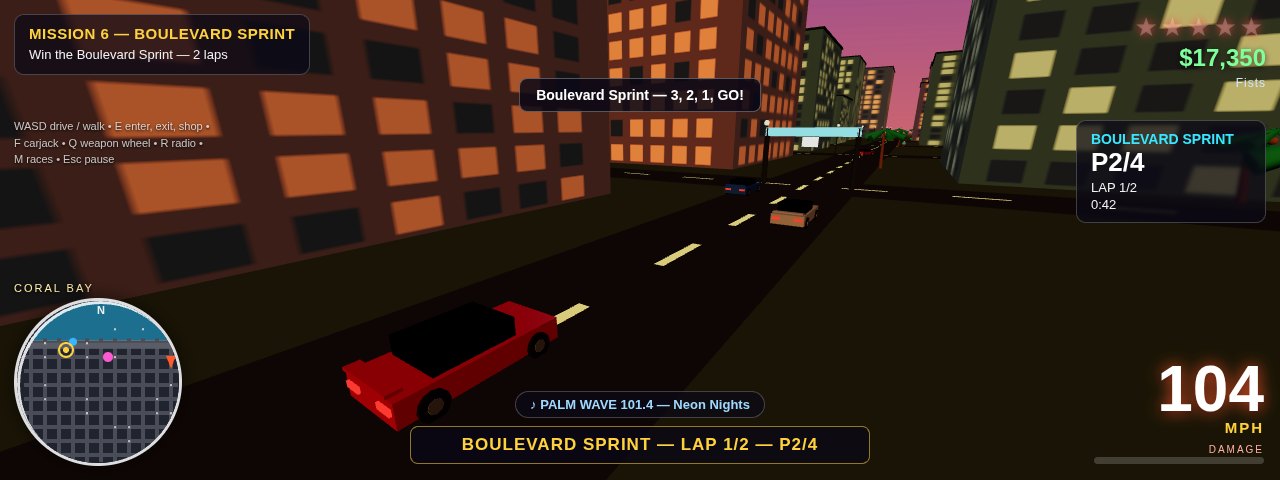 MISSION 6 — BOULEVARD SPRINT
Win the Boulevard Sprint — 2 laps
$17,350
Fists
Boulevard Sprint — 3, 2, 1, GO!
WASD drive / walk • E enter, exit, shop •
F carjack • Q weapon wheel • R radio •
M races • Esc pause
BOULEVARD SPRINT
P2/4
LAP 1/2
0:42
CORAL BAY
N
♪ PALM WAVE 101.4 — Neon Nights
BOULEVARD SPRINT — LAP 1/2 — P2/4
104
MPH
DAMAGE